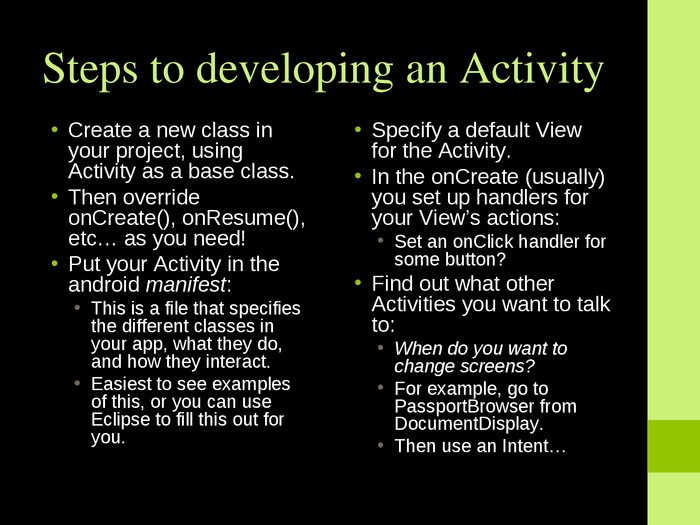 Steps to developing an Activity
• Create a new class in
your project, using
Activity as a base class.
• Then override
onCreate(), onResume(),
etc… as you need!
• Put your Activity in the
android manifest:
• This is a file that specifies
the different classes in
your app, what they do,
and how they interact.
• Easiest to see examples
of this, or you can use
Eclipse to fill this out for
you.
• Specify a default View
for the Activity.
• In the onCreate (usually)
you set up handlers for
your View’s actions:
• Set an onClick handler for
some button?
• Find out what other
Activities you want to talk
to:
• When do you want to
change screens?
• For example, go to
PassportBrowser from
DocumentDisplay.
• Then use an Intent…